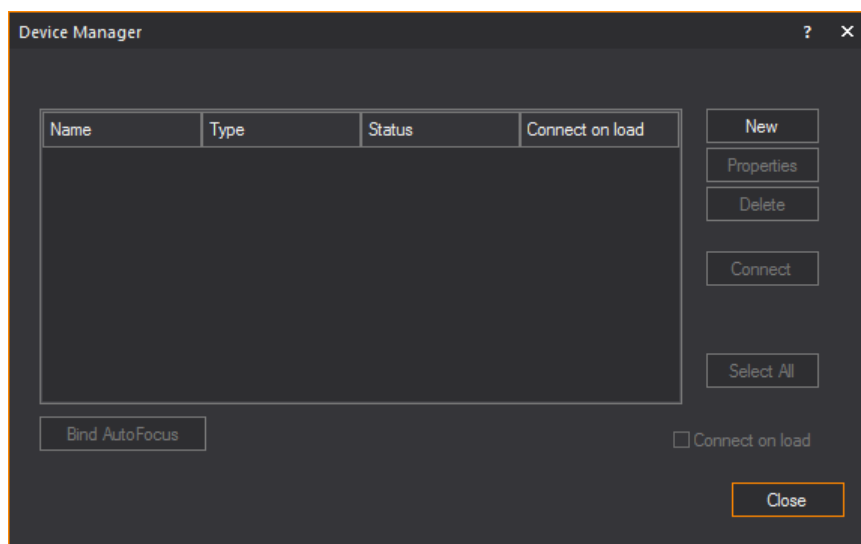 Device Manager ? ×
Name Type Status Connect on load
New
Properties
Delete
Connect
Select All
Bind AutoFocus
Connect on load
Close